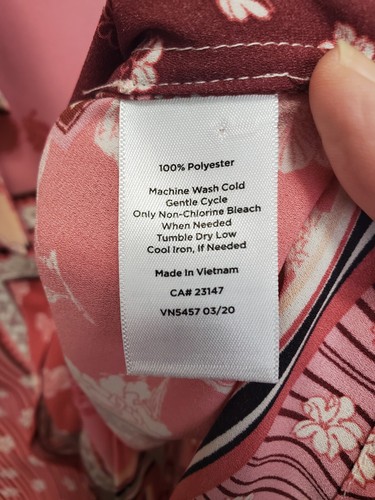 100% Polyester
Machine Wash Cold
Gentle Cycle
Only Non-Chlorine Bleach
When Needed
Tumble Dry Low
Cool Iron, If Needed
Made In Vietnam
CA# 23147
VN5457 03/20